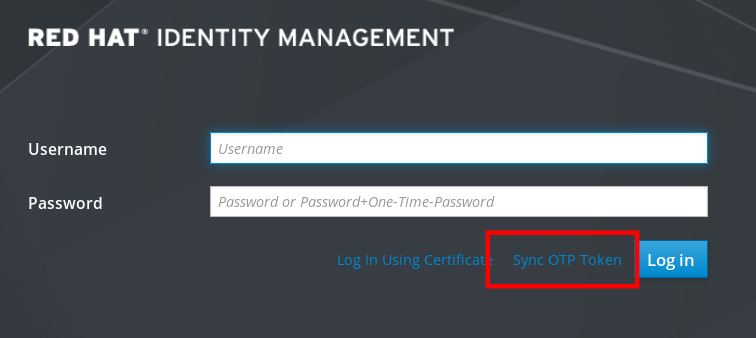 RED HAT® IDENTITY MANAGEMENT
Username
Username
Password
Password or Password+One-Time-Password
Log In Using Certificate
Sync OTP Token
Log in